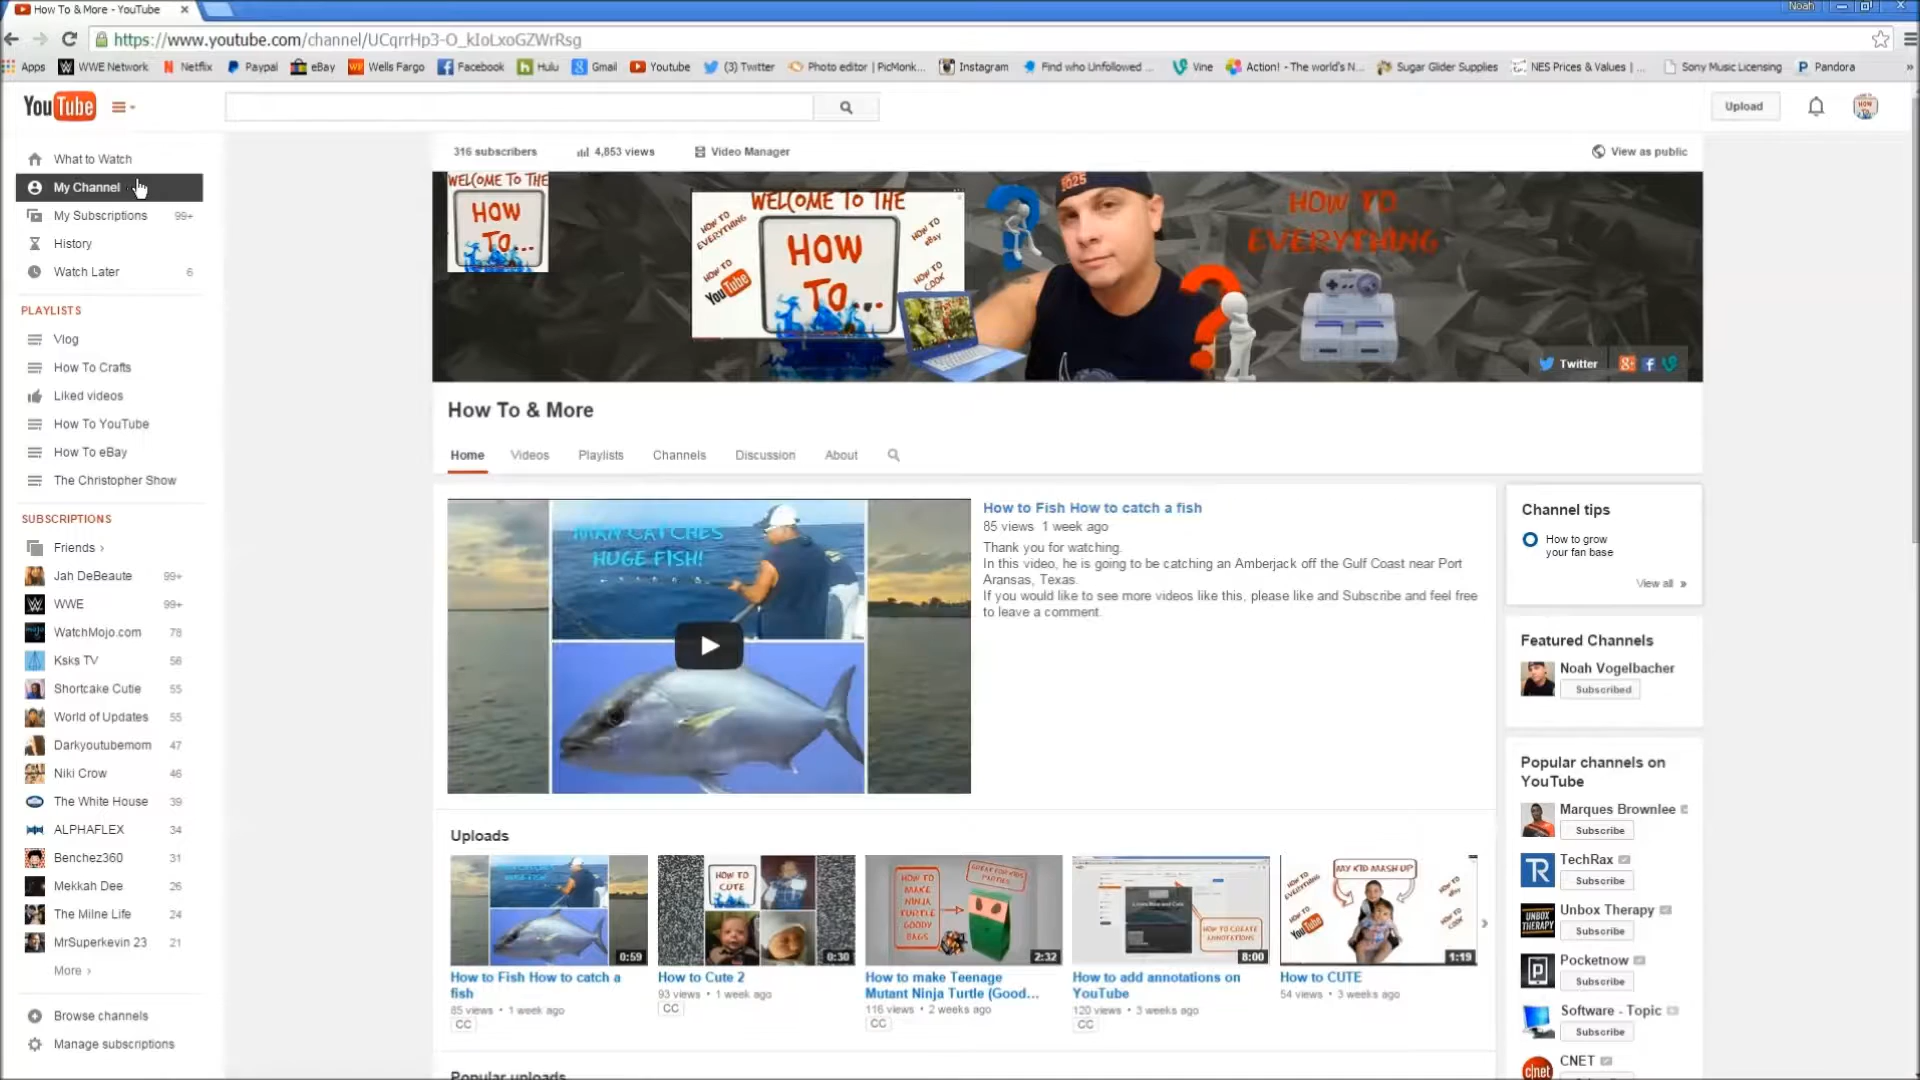 How To & More - YouTube
Noah
https://www.youtube.com/channel/UCqrrHp3-O_kIoLxoGZWrRsg
Apps WWE Network Netflix Paypal eBay Wells Fargo Facebook Hulu Gmail Youtube (3) Twitter Photo editor | PicMonk... Instagram Find who Unfollowed ... Vine Action! - The world's N... Sugar Glider Supplies NES Prices & Values | ... Sony Music Licensing Pandora »
YouTube
Upload
What to Watch
My Channel
My Subscriptions 99+
History
Watch Later 6
PLAYLISTS
Vlog
How To Crafts
Liked videos
How To YouTube
How To eBay
The Christopher Show
SUBSCRIPTIONS
Friends ›
Jah DeBeaute 99+
WWE 99+
WatchMojo.com 78
Ksks TV 56
Shortcake Cutie 55
World of Updates 55
Darkyoutubemom 47
Niki Crow 46
The White House 39
ALPHAFLEX 34
Benchez360 31
Mekkah Dee 26
The Milne Life 24
MrSuperkevin 23 21
More ›
Browse channels
Manage subscriptions
316 subscribers 4,853 views Video Manager View as public
WELCOME TO THE
HOW
TO...
WELCOME TO THE
HOW TO
EVERYTHING
HOW TO
eBay
HOW
TO...
HOW TO
YouTube
HOW TO
COOK
HOW TO
EVERYTHING
Twitter
How To & More
Home Videos Playlists Channels Discussion About
MAN CATCHES
HUGE FISH!
How to Fish How to catch a fish
85 views 1 week ago
Thank you for watching.
In this video, he is going to be catching an Amberjack off the Gulf Coast near Port
Aransas, Texas.
If you would like to see more videos like this, please like and Subscribe and feel free
to leave a comment.
Channel tips
How to grow
your fan base
View all »
Featured Channels
Noah Vogelbacher
Subscribed
Popular channels on
YouTube
Marques Brownlee
Subscribe
TechRax
Subscribe
Unbox Therapy
Subscribe
Pocketnow
Subscribe
Software - Topic
Subscribe
CNET
Uploads
0:59
How to Fish How to catch a
fish
85 views • 1 week ago
CC
HOW TO
CUTE
0:30
How to Cute 2
93 views • 1 week ago
CC
HOW TO
MAKE
NINJA
TURTLE
GOODY
BAGS
GREAT FOR KIDS
PARTIES
2:32
How to make Teenage
Mutant Ninja Turtle (Good...
116 views • 2 weeks ago
CC
HOW TO CREATE
ANNOTATIONS
8:00
How to add annotations on
YouTube
120 views • 3 weeks ago
CC
MY KID MASH UP
1:19
How to CUTE
54 views • 3 weeks ago
Popular uploads